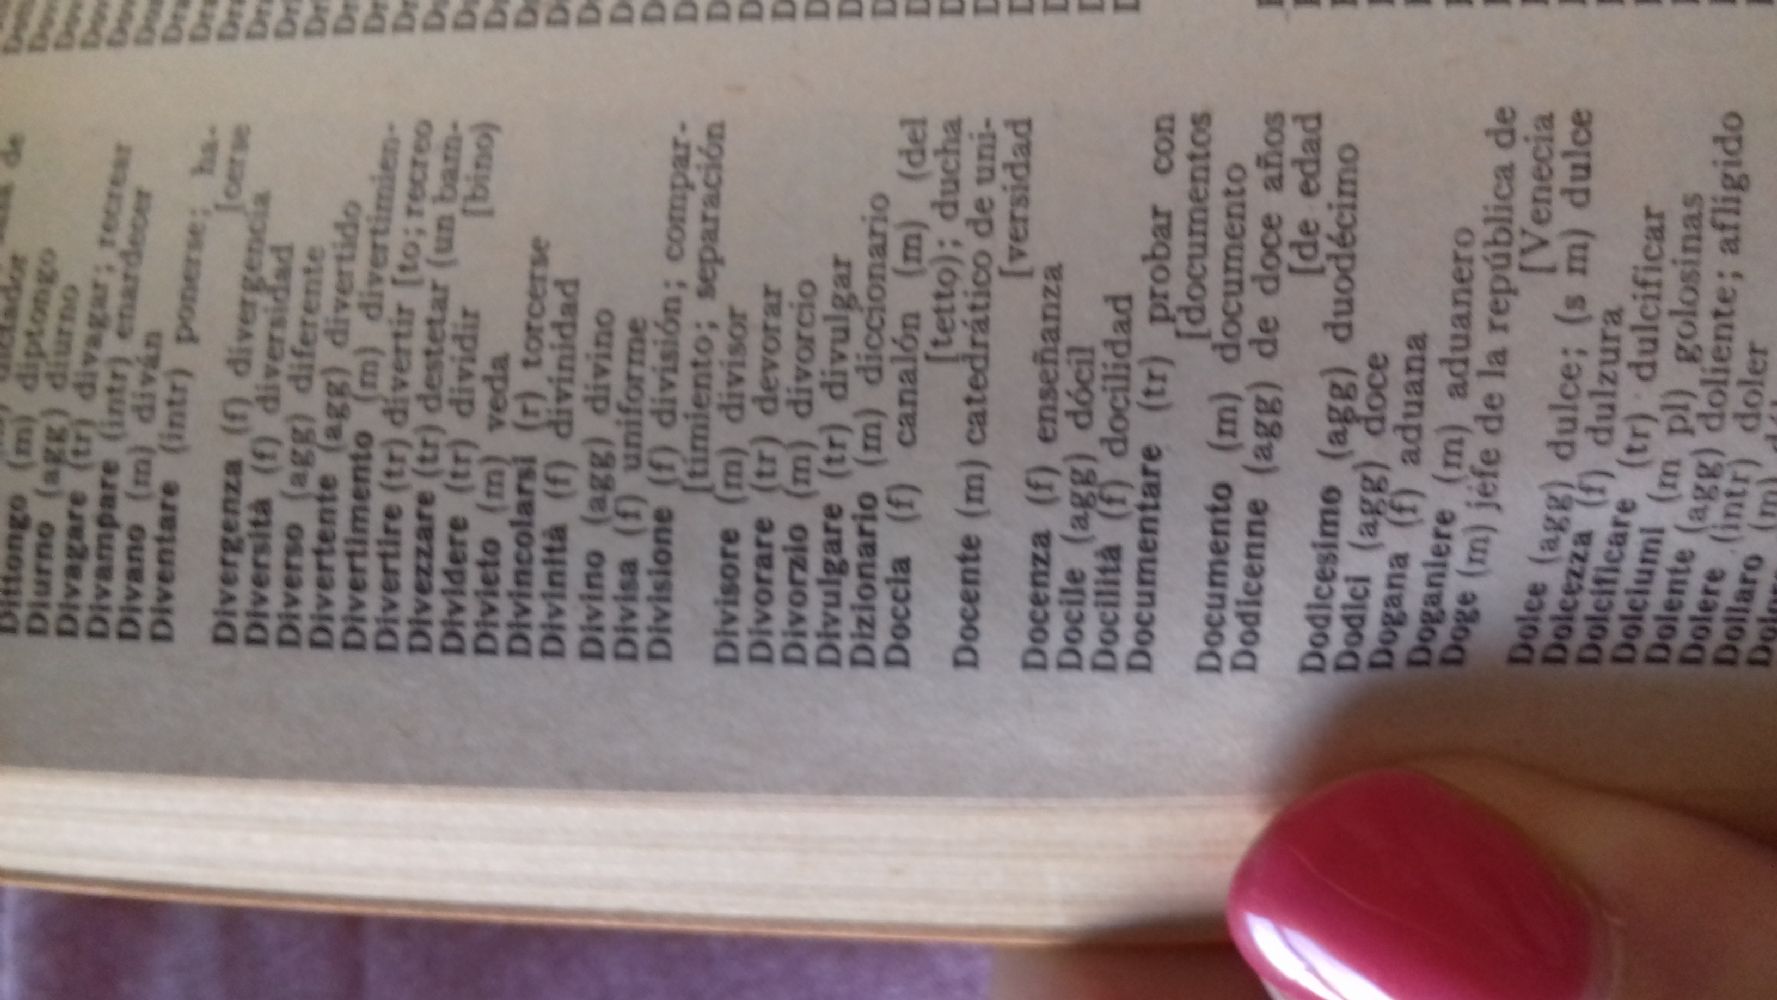 Dittongo (m) diptongo
Diurno (agg) diurno
Divagare (tr) divagar; recrear
Divampare (intr) enardecer
Divano (m) diván
Diventare (intr) ponerse; ha-
[cerse
Divergenza (f) divergencia
Diversità (f) diversidad
Diverso (agg) diferente
Divertente (agg) divertido
Divertimento (m) divertimien-
Divertire (tr) divertir [to; recreo
Divezzare (tr) destetar (un bam-
Dividere (tr) dividir [bino)
Divieto (m) veda
Divincolarsi (r) torcerse
Divinità (f) divinidad
Divino (agg) divino
Divisa (f) uniforme
Divisione (f) división; compar-
[timiento; separación
Divisore (m) divisor
Divorare (tr) devorar
Divorzio (m) divorcio
Divulgare (tr) divulgar
Dizionario (m) diccionario
Doccia (f) canalón (m) (del
[tetto); ducha
Docente (m) catedrático de uni-
[versidad
Docenza (f) enseñanza
Docile (agg) dócil
Docilità (f) docilidad
Documentare (tr) probar con
[documentos
Documento (m) documento
Dodicenne (agg) de doce años
[de edad
Dodicesimo (agg) duodécimo
Dodici (agg) doce
Dogana (f) aduana
Doganiere (m) aduanero
Doge (m) jefe de la república de
[Venecia
Dolce (agg) dulce; (s m) dulce
Dolcezza (f) dulzura
Dolcificare (tr) dulcificar
Dolciumi (m pl) golosinas
Dolente (agg) doliente; afligido
Dolere (intr) doler
Dollaro (m)